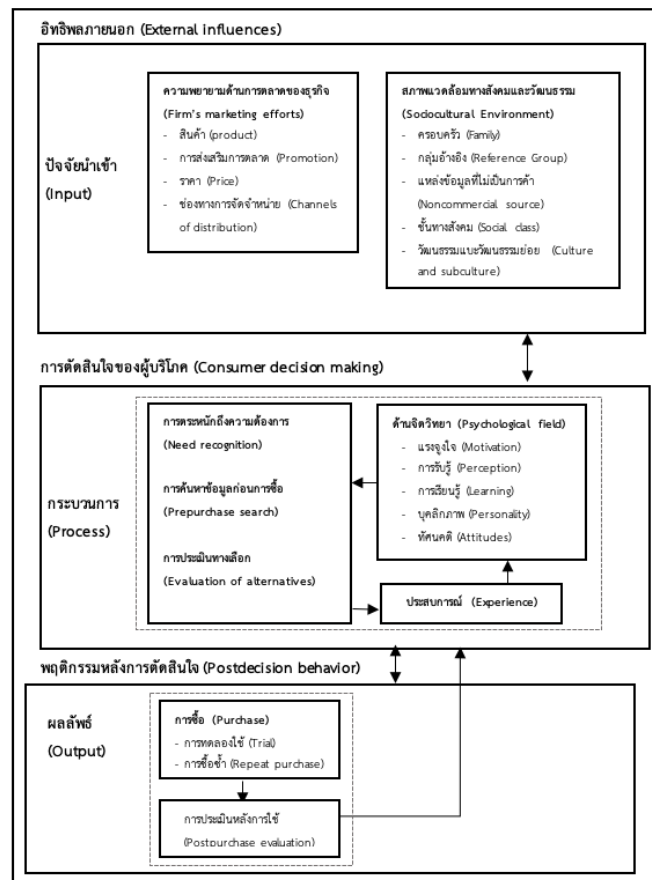 อิทธิพลภายนอก (External influences)
ปัจจัยนำเข้า
(Input)
ความพยายามด้านการตลาดของธุรกิจ
(Firm's marketing efforts)
- สินค้า (product)
- การส่งเสริมการตลาด (Promotion)
- ราคา (Price)
- ช่องทางการจัดจำหน่าย (Channels
of distribution)
สภาพแวดล้อมทางสังคมและวัฒนธรรม
(Sociocultural Environment)
- ครอบครัว (Family)
- กลุ่มอ้างอิง (Reference Group)
- แหล่งข้อมูลที่ไม่เป็นการค้า
(Noncommercial source)
- ชั้นทางสังคม (Social class)
- วัฒนธรรมแบะวัฒนธรรมย่อย (Culture
and subculture)
การตัดสินใจของผู้บริโภค (Consumer decision making)
กระบวนการ
(Process)
การตระหนักถึงความต้องการ
(Need recognition)
การค้นหาข้อมูลก่อนการซื้อ
(Prepurchase search)
การประเมินทางเลือก
(Evaluation of alternatives)
ด้านจิตวิทยา (Psychological field)
- แรงจูงใจ (Motivation)
- การรับรู้ (Perception)
- การเรียนรู้ (Learning)
- บุคลิกภาพ (Personality)
- ทัศนคติ (Attitudes)
ประสบการณ์ (Experience)
พฤติกรรมหลังการตัดสินใจ (Postdecision behavior)
ผลลัพธ์
(Output)
การซื้อ (Purchase)
- การทดลองใช้ (Trial)
- การซื้อซ้ำ (Repeat purchase)
การประเมินหลังการใช้
(Postpurchase evaluation)